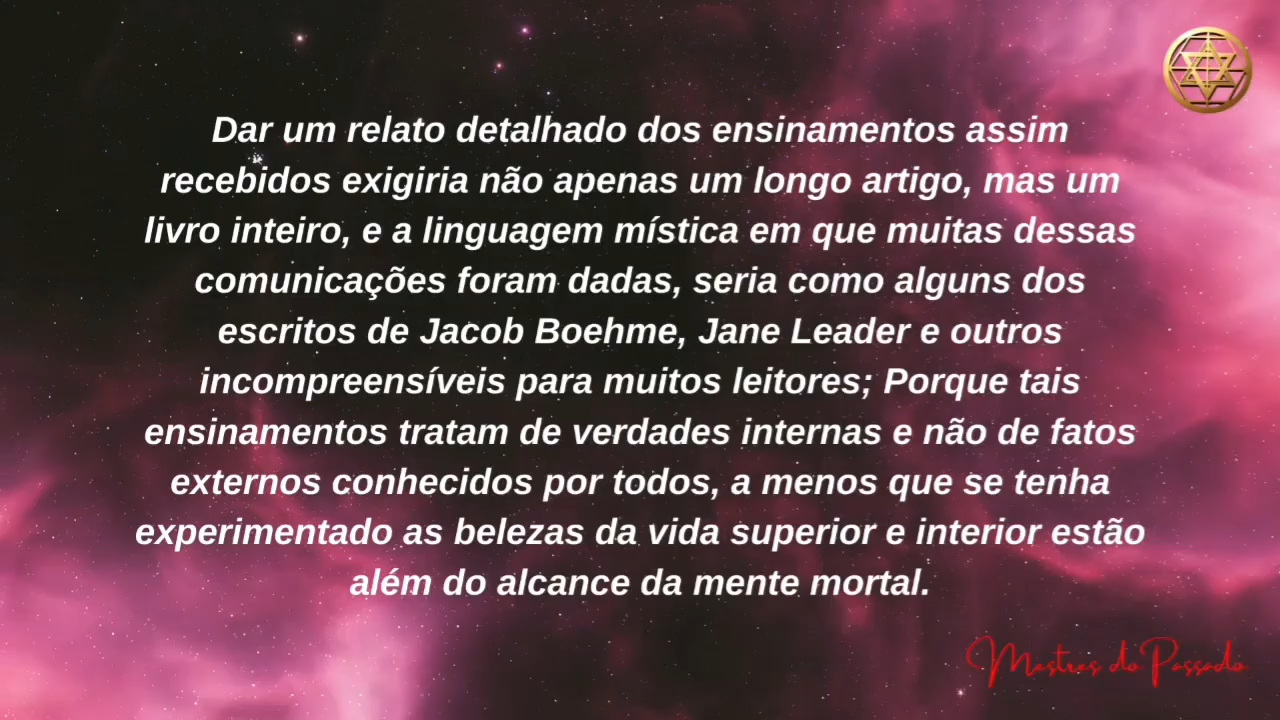 Dar um relato detalhado dos ensinamentos assim
recebidos exigiria não apenas um longo artigo, mas um
livro inteiro, e a linguagem mística em que muitas dessas
comunicações foram dadas, seria como alguns dos
escritos de Jacob Boehme, Jane Leader e outros
incompreensíveis para muitos leitores; Porque tais
ensinamentos tratam de verdades internas e não de fatos
externos conhecidos por todos, a menos que se tenha
experimentado as belezas da vida superior e interior estão
além do alcance da mente mortal.
Mestres do Passado